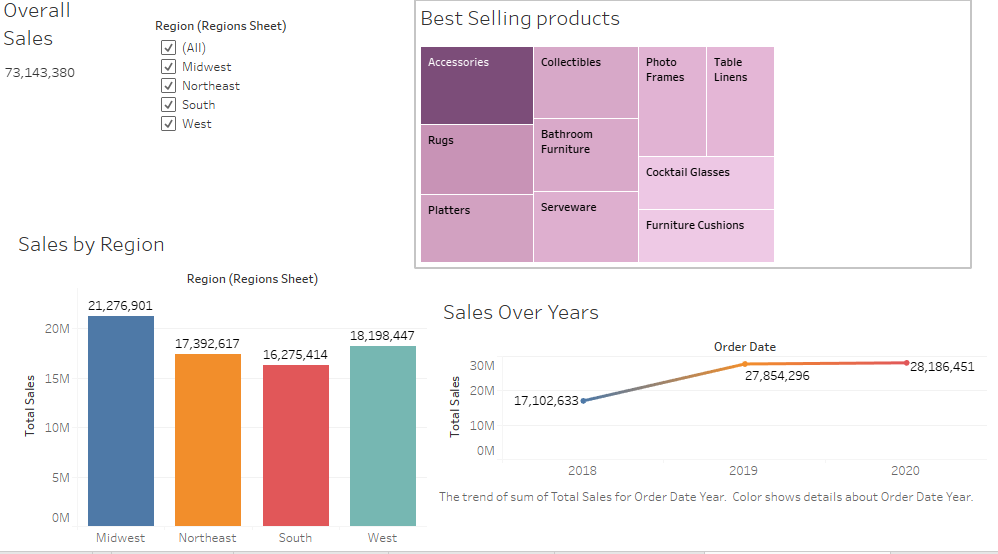 Overall
Sales
73,143,380
Region (Regions Sheet)
(All)
Midwest
Northeast
South
West
Best Selling products
Accessories
Rugs
Platters
Collectibles
Bathroom
Furniture
Serveware
Photo
Frames
Table
Linens
Cocktail Glasses
Furniture Cushions
Sales by Region
Region (Regions Sheet)
Total Sales
20M
15M
10M
5M
0M
21,276,901
17,392,617
16,275,414
18,198,447
Midwest
Northeast
South
West
Sales Over Years
Order Date
Total Sales
30M
20M
10M
0M
17,102,633
27,854,296
28,186,451
2018
2019
2020
The trend of sum of Total Sales for Order Date Year. Color shows details about Order Date Year.